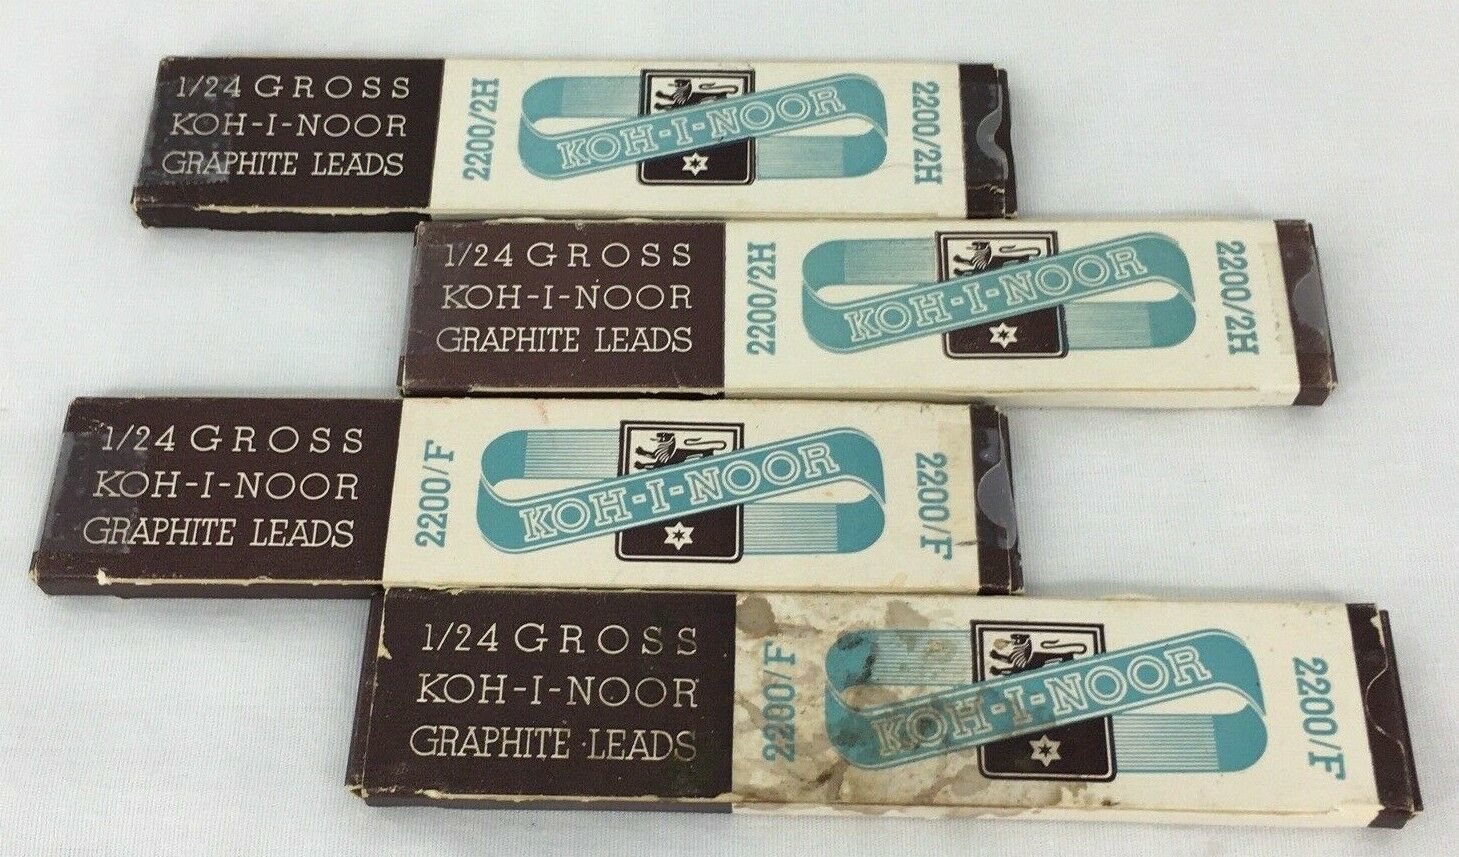 1/24 GROSS
KOH-I-NOOR
GRAPHITE LEADS
2200/2H
KOH-I-NOOR
2200/2H
1/24 GROSS
KOH-I-NOOR
GRAPHITE LEADS
2200/2H
KOH-I-NOOR
2200/2H
1/24 GROSS
KOH-I-NOOR
GRAPHITE LEADS
2200/F
KOH-I-NOOR
2200/F
1/24 GROSS
KOH-I-NOOR
GRAPHITE LEADS
2200/F
KOH-I-NOOR
2200/F